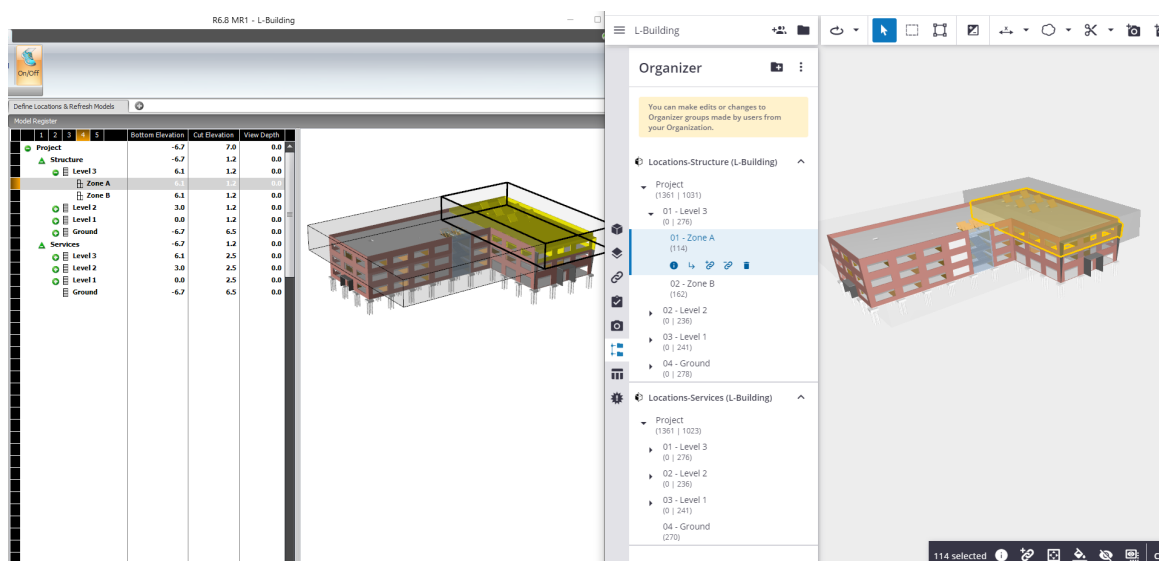 R6.8 MR1 - L-Building
On/Off
Define Locations & Refresh Models
Model Register
1 2 3 4 5 Bottom Elevation Cut Elevation View Depth
Project -6.7 7.0 0.0
Structure -6.7 1.2 0.0
Level 3 6.1 1.2 0.0
Zone A 6.1 1.2 0.0
Zone B 6.1 1.2 0.0
Level 2 3.0 1.2 0.0
Level 1 0.0 1.2 0.0
Ground -6.7 6.5 0.0
Services -6.7 1.2 0.0
Level 3 6.1 2.5 0.0
Level 2 3.0 2.5 0.0
Level 1 0.0 2.5 0.0
Ground -6.7 6.5 0.0
L-Building
Organizer
You can make edits or changes to
Organizer groups made by users from
your Organization.
Locations-Structure (L-Building)
Project
(1361 | 1031)
01 - Level 3
(0 | 276)
01 - Zone A
(114)
02 - Zone B
(162)
02 - Level 2
(0 | 236)
03 - Level 1
(0 | 241)
04 - Ground
(0 | 278)
Locations-Services (L-Building)
Project
(1361 | 1023)
01 - Level 3
(0 | 276)
02 - Level 2
(0 | 236)
03 - Level 1
(0 | 241)
04 - Ground
(270)
114 selected